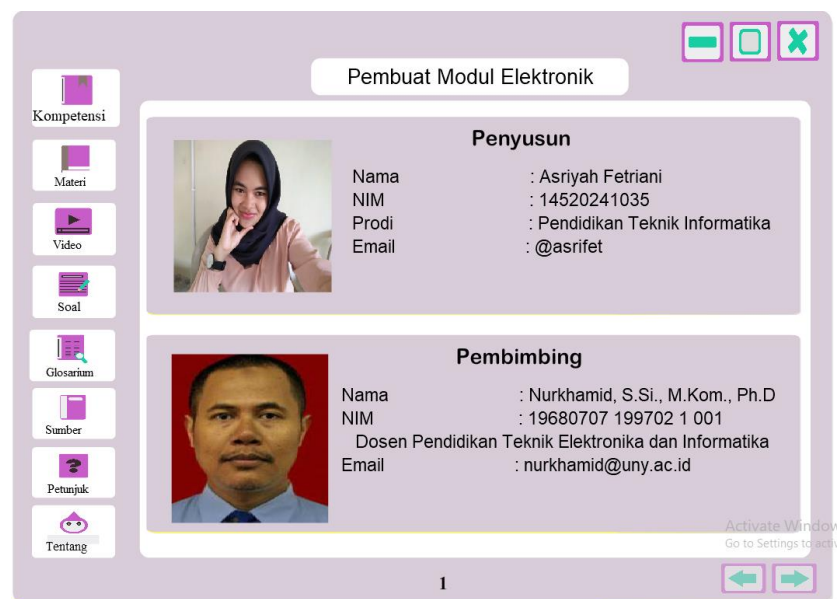 Pembuat Modul Elektronik
Kompetensi
Materi
Video
Soal
Glosarium
Sumber
Petunjuk
Tentang
Penyusun
Nama : Asriyah Fetriani
NIM : 14520241035
Prodi : Pendidikan Teknik Informatika
Email : @asrifet
Pembimbing
Nama : Nurkhamid, S.Si., M.Kom., Ph.D
NIM : 19680707 199702 1 001
Dosen Pendidikan Teknik Elektronika dan Informatika
Email : nurkhamid@uny.ac.id
Activate Window
Go to Settings to activ
1